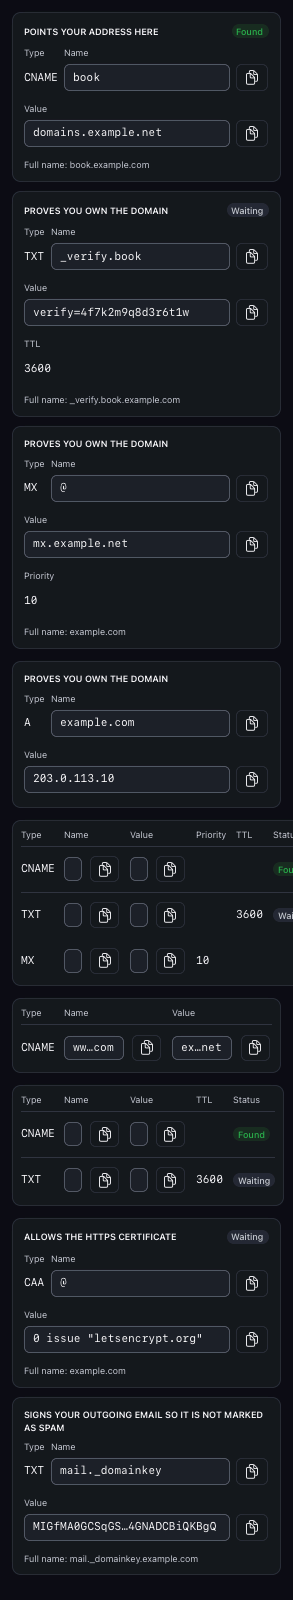 POINTS YOUR ADDRESS HERE Found
Type Name
CNAME book
Value
domains.example.net
Full name: book.example.com
PROVES YOU OWN THE DOMAIN Waiting
Type Name
TXT _verify.book
Value
verify=4f7k2m9q8d3r6t1w
TTL
3600
Full name: _verify.book.example.com
PROVES YOU OWN THE DOMAIN
Type Name
MX @
Value
mx.example.net
Priority
10
Full name: example.com
PROVES YOU OWN THE DOMAIN
Type Name
A example.com
Value
203.0.113.10
Type Name Value Priority TTL Statu
CNAME Fou
TXT 3600 Wai
MX 10
Type Name Value
CNAME ww…com ex…net
Type Name Value TTL Status
CNAME Found
TXT 3600 Waiting
ALLOWS THE HTTPS CERTIFICATE Waiting
Type Name
CAA @
Value
0 issue "letsencrypt.org"
Full name: example.com
SIGNS YOUR OUTGOING EMAIL SO IT IS NOT MARKED
AS SPAM
Type Name
TXT mail._domainkey
Value
MIGfMA0GCSqGS…4GNADCBiQKBgQ
Full name: mail._domainkey.example.com